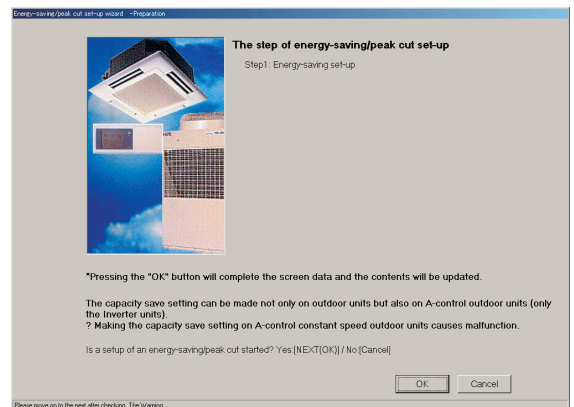 Energy-saving/peak cut set-up wizard -Preparation
The step of energy-saving/peak cut set-up
Step1: Energy-saving set-up
*Pressing the "OK" button will complete the screen data and the contents will be updated.
The capacity save setting can be made not only on outdoor units but also on A-control outdoor units (only
the Inverter units).
? Making the capacity save setting on A-control constant speed outdoor units causes malfunction.
Is a setup of an energy-saving/peak cut started? Yes:[NEXT(OK)] / No:[Cancel]
OK
Cancel
Please move on to the next after checking. The Warning